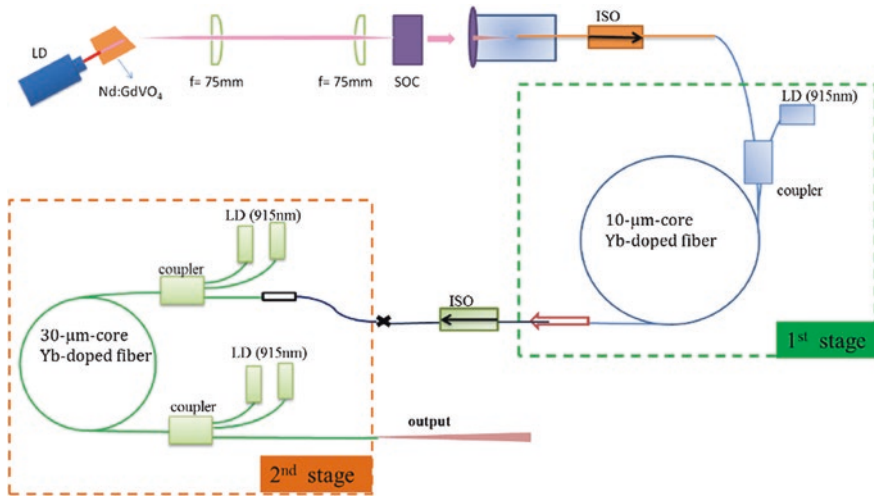 LD
Nd:GdVO₄
f= 75mm
f= 75mm
SOC
ISO
LD (915nm)
coupler
10-μm-core
Yb-doped fiber
1st stage
LD (915nm)
coupler
ISO
30-μm-core
Yb-doped fiber
LD (915nm)
coupler
output
2nd stage